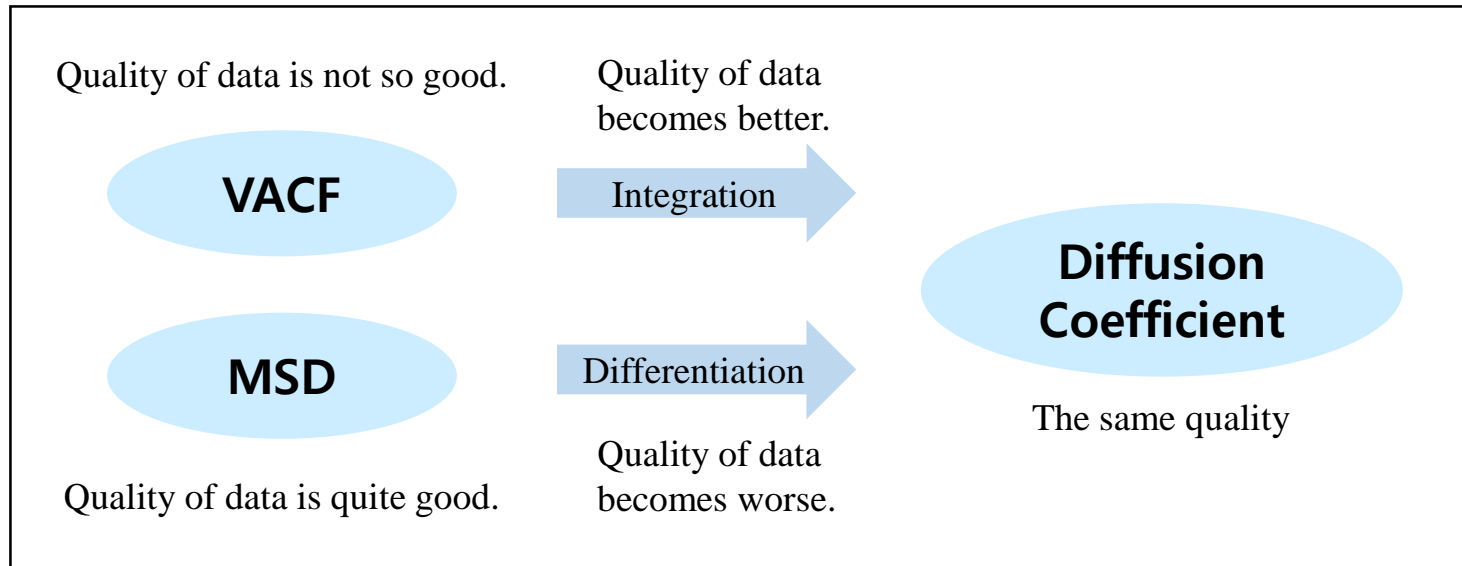 Quality of data is not so good.
Quality of data
becomes better.
VACF
Integration
Diffusion
Coefficient
MSD
Differentiation
The same quality
Quality of data is quite good.
Quality of data
becomes worse.